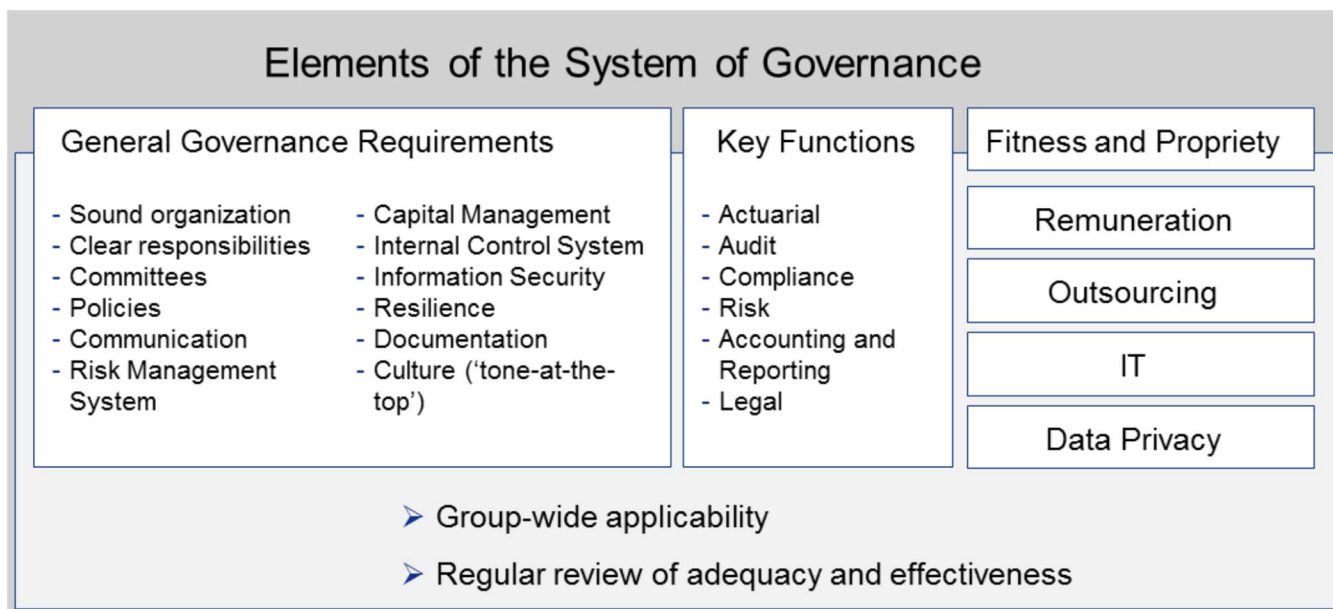 Elements of the System of Governance
General Governance Requirements
- Sound organization
- Clear responsibilities
- Committees
- Policies
- Communication
- Risk Management
System
- Capital Management
- Internal Control System
- Information Security
- Resilience
- Documentation
- Culture (‘tone-at-the-
top’)
Key Functions
- Actuarial
- Audit
- Compliance
- Risk
- Accounting and
Reporting
- Legal
Fitness and Propriety
Remuneration
Outsourcing
IT
Data Privacy
➢ Group-wide applicability
➢ Regular review of adequacy and effectiveness